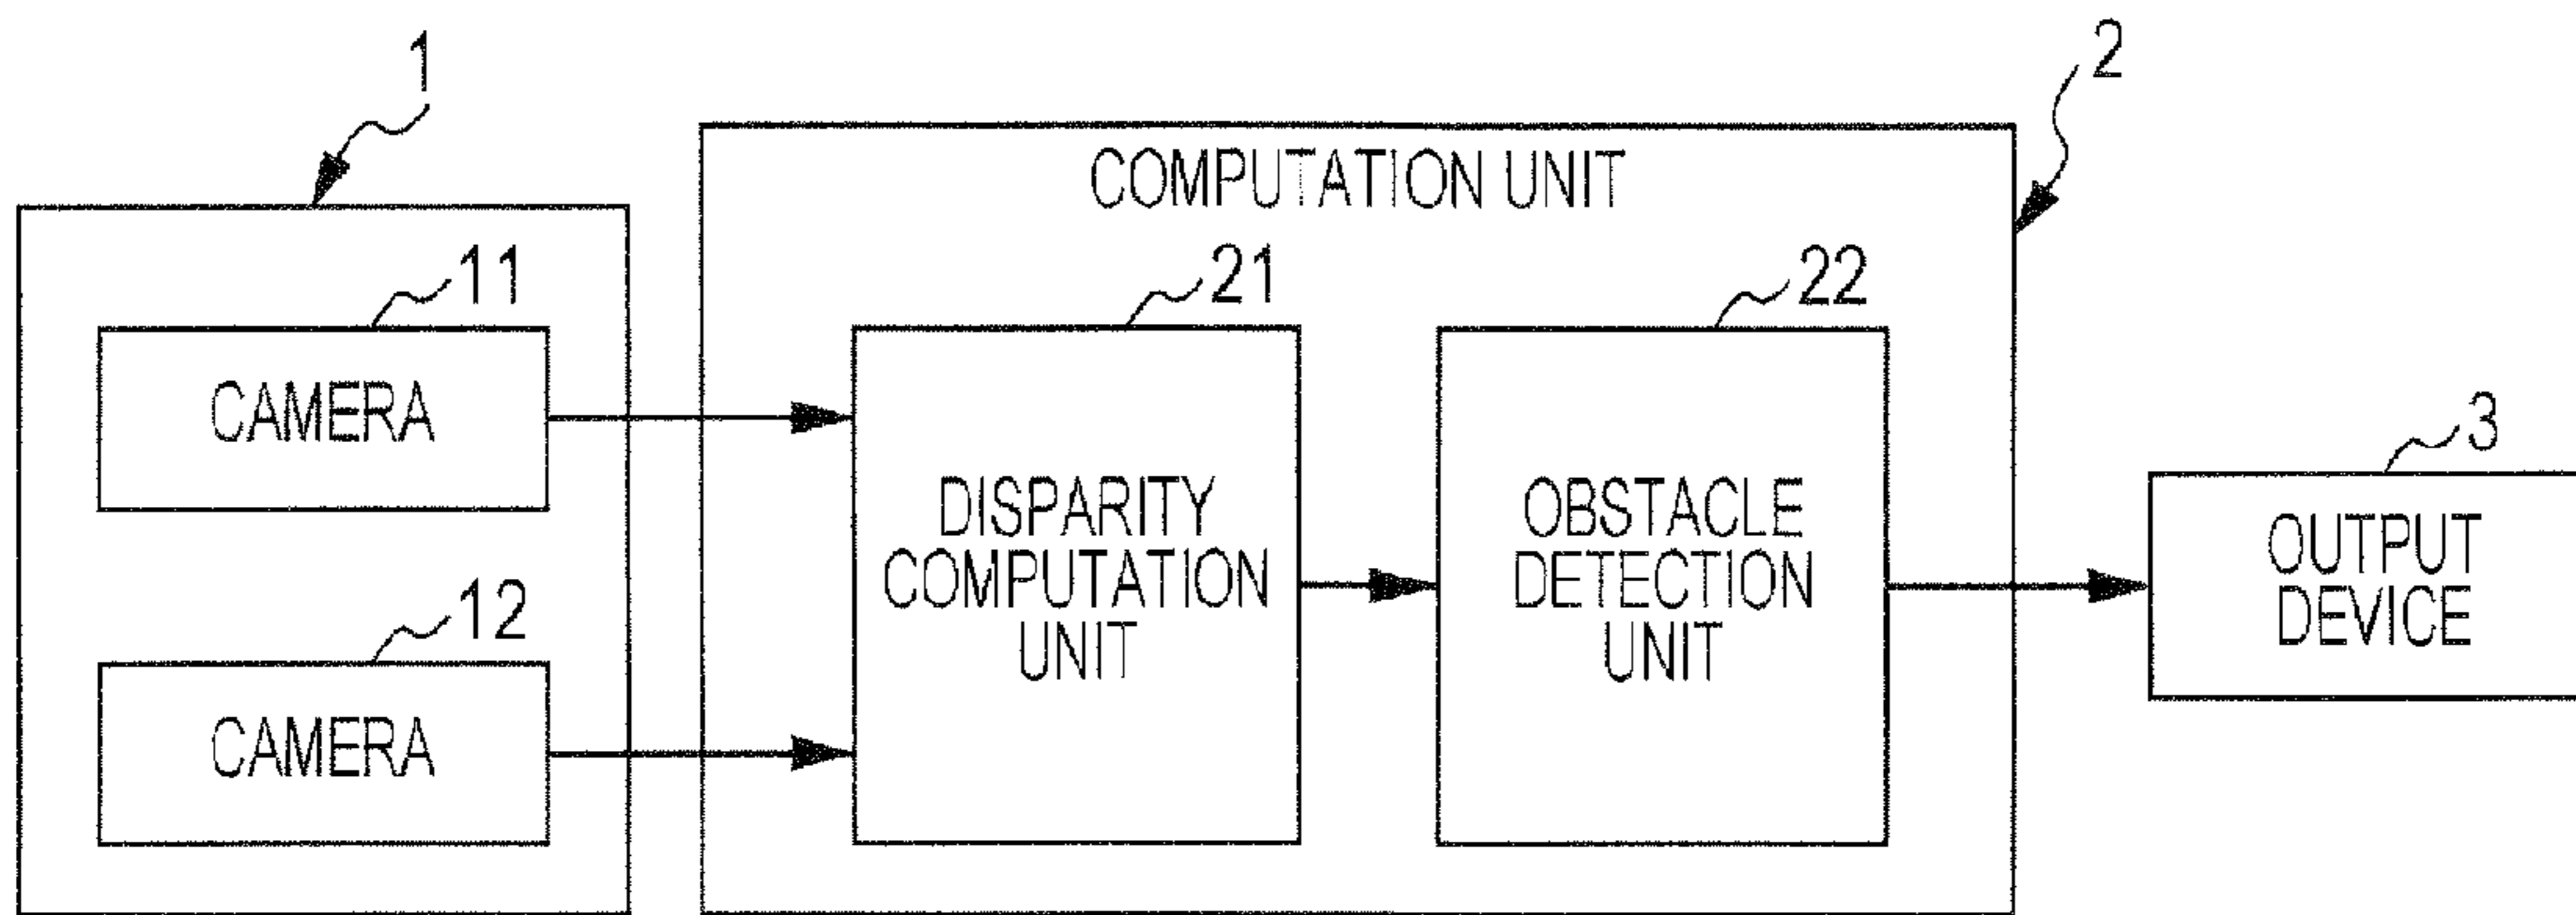 1
2
COMPUTATION UNIT
11
CAMERA
12
CAMERA
21
DISPARITY
COMPUTATION
UNIT
22
OBSTACLE
DETECTION
UNIT
3
OUTPUT
DEVICE